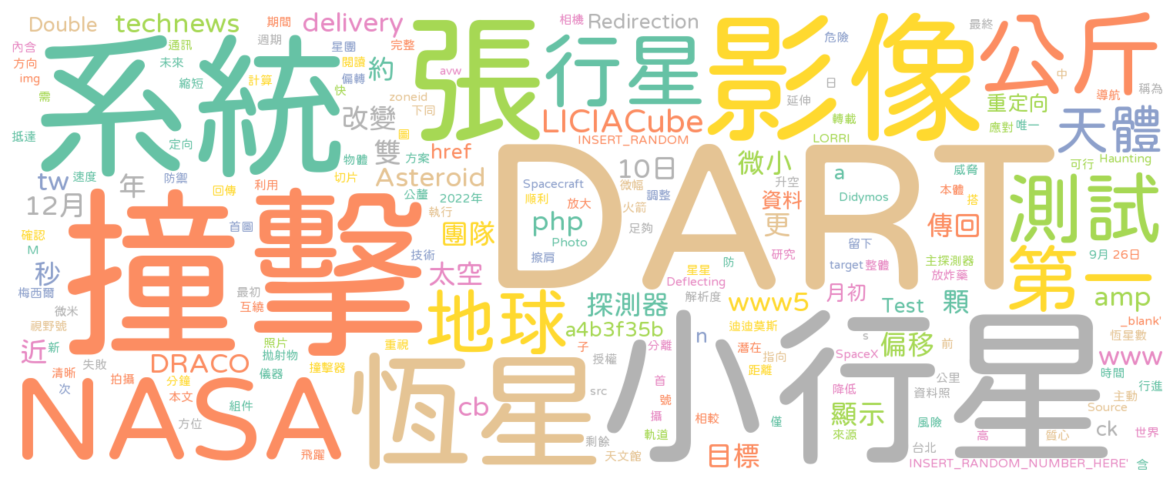 Double
technews
delivery
相機
Redirection
危險
最終
內含
方向
img
通訊
未來
週期
期間
星團
閱讀
偏轉
完整
系統
張
行星
影像
公斤
縮短
計算
快
約
avw
zoneid
下同
延伸
日
轉載
中
導航
稱為
需
抵達
定向
改變
圖
LICIACube
INSERT_RANDOM
LORRI
重定向
應對
唯一
天體
tw
速度
防禦
物體
方案
雙
href
10日
微小
威脅
可行
Haunting
年
12月
回傳
利用
切片
公釐
Asteroid
2022年
Spacecraft
順利
微幅
放大
調整
升空
資料
a
Didymos
本體
搭
測試
確認
M
首圖
執行
團隊
php
Photo
火箭
足夠
更
留下
傳回
主探測器
放炸藥
9月
26日
撞擊
DART
秒
梅西爾
技術
太空
擦屑
星星
Deflecting
防
研究
target
整體
第一
微米
最初
互繞
地球
探測器
解析度
www5
月初
Test
顆
amp
視野號
照片
拋射物
重視
a4b3f35b
n
迪迪莫斯
偏移
_blank'
恆星數
近
新
失敗
DRACO
儀器
撞擊器
子
授權
分離
潛在
指向
距離
s
SpaceX
前
www
時間
清晰
次
拍攝
分鐘
本文
組件
src
首
號
攝
降低
公里
資料照
行進
主動
NASA
恆星
小行星
方位
cb
軌道
相較
僅
顯示
來源
風險
Source
ck
飛躍
剩餘
天文館
目標
台北
高
質心
世界
INSERT_RANDOM_NUMBER_HERE'
含